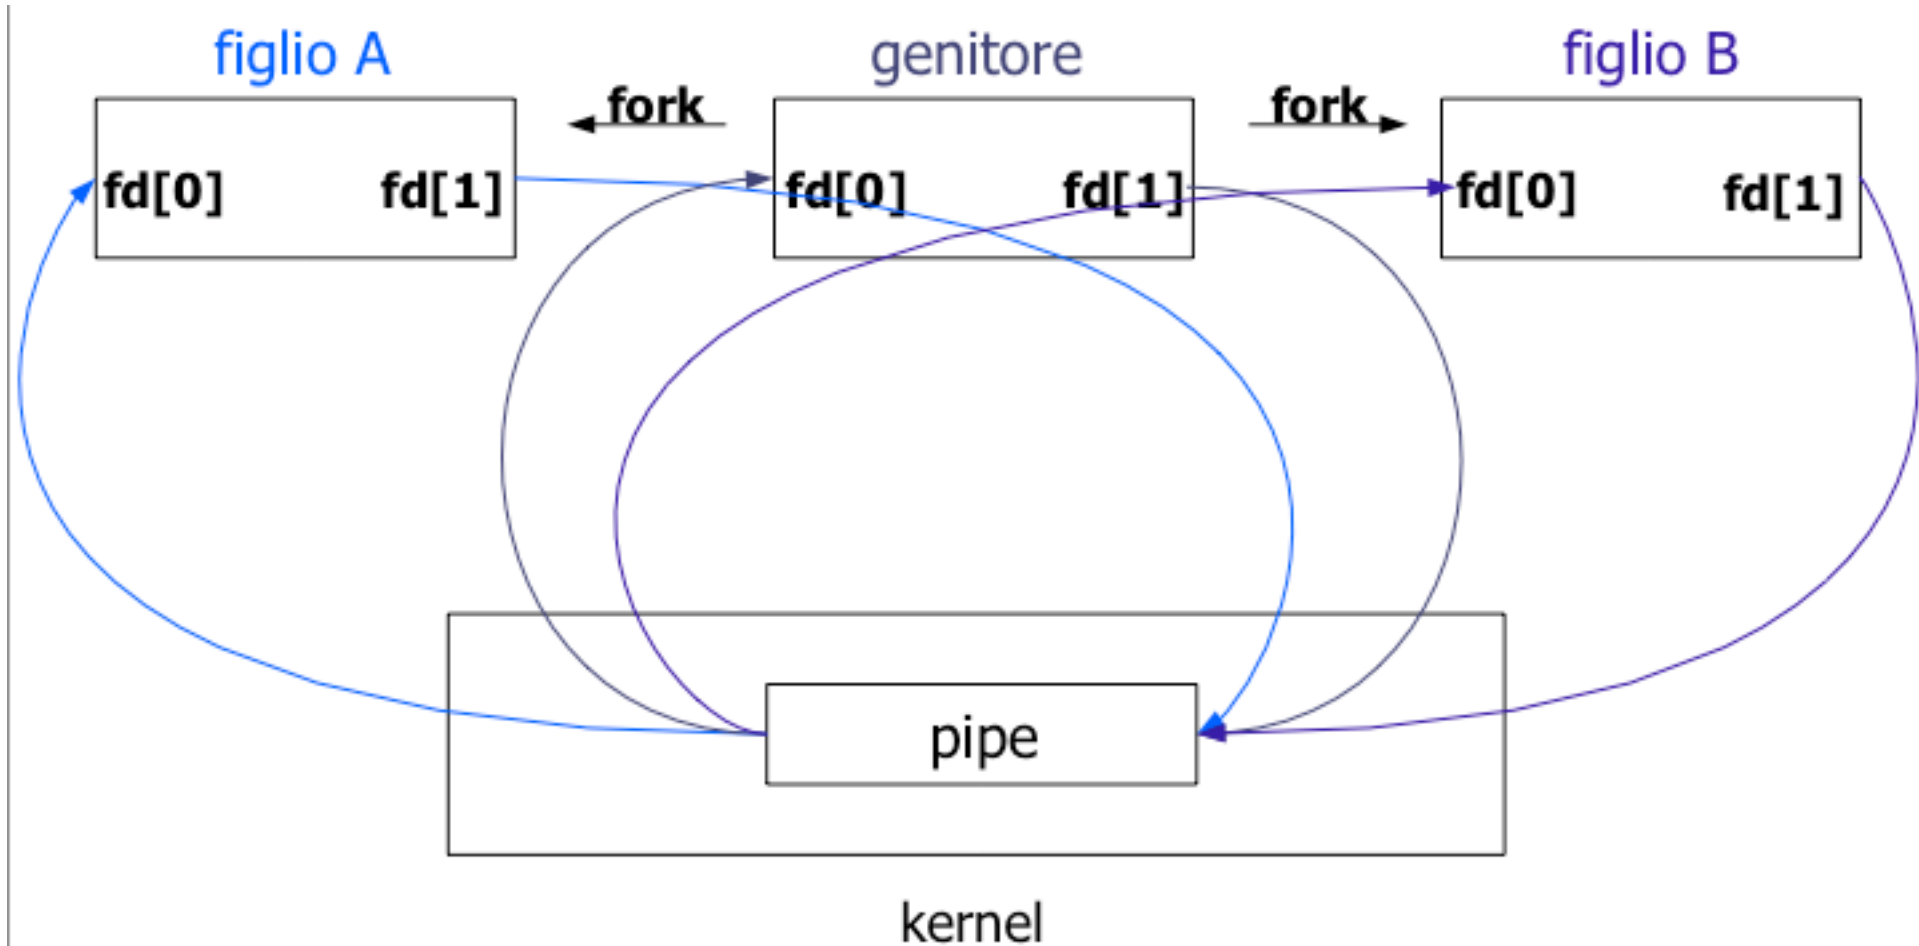 figlio A
genitore
figlio B
fork
fork
fd[0]
fd[1]
fd[0]
fd[1]
fd[0]
fd[1]
pipe
kernel